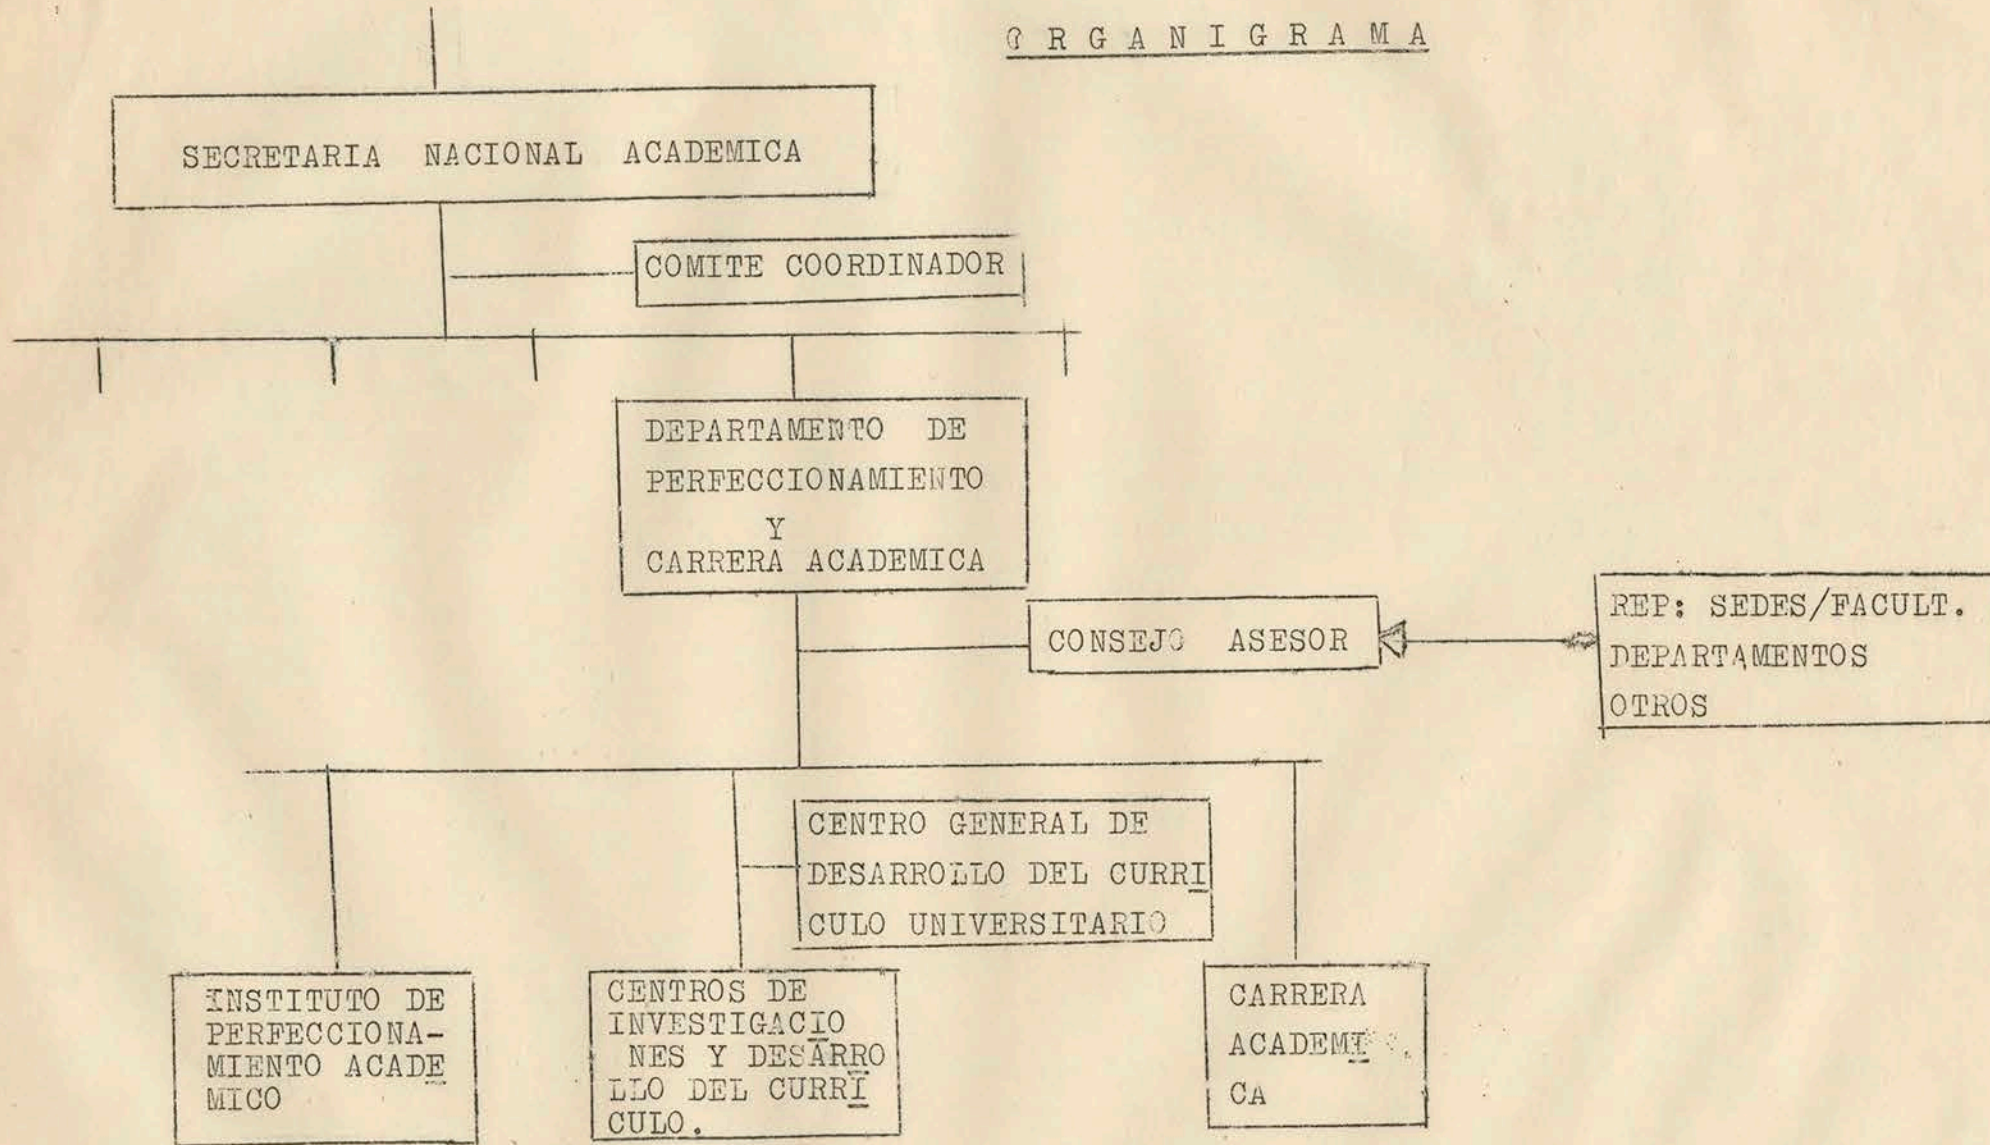 O R G A N I G R A M A
SECRETARIA NACIONAL ACADEMICA
COMITE COORDINADOR
DEPARTAMENTO DE
PERFECCIONAMIENTO
Y
CARRERA ACADEMICA
CONSEJO ASESOR
REP: SEDES/FACULT.
DEPARTAMENTOS
OTROS
CENTRO GENERAL DE
DESARROLLO DEL CURRI
CULO UNIVERSITARIO
INSTITUTO DE
PERFECCIONA-
MIENTO ACADE
MICO
CENTROS DE
INVESTIGACIO
NES Y DESARRO
LLO DEL CURRI
CULO.
CARRERA
ACADEMI
CA